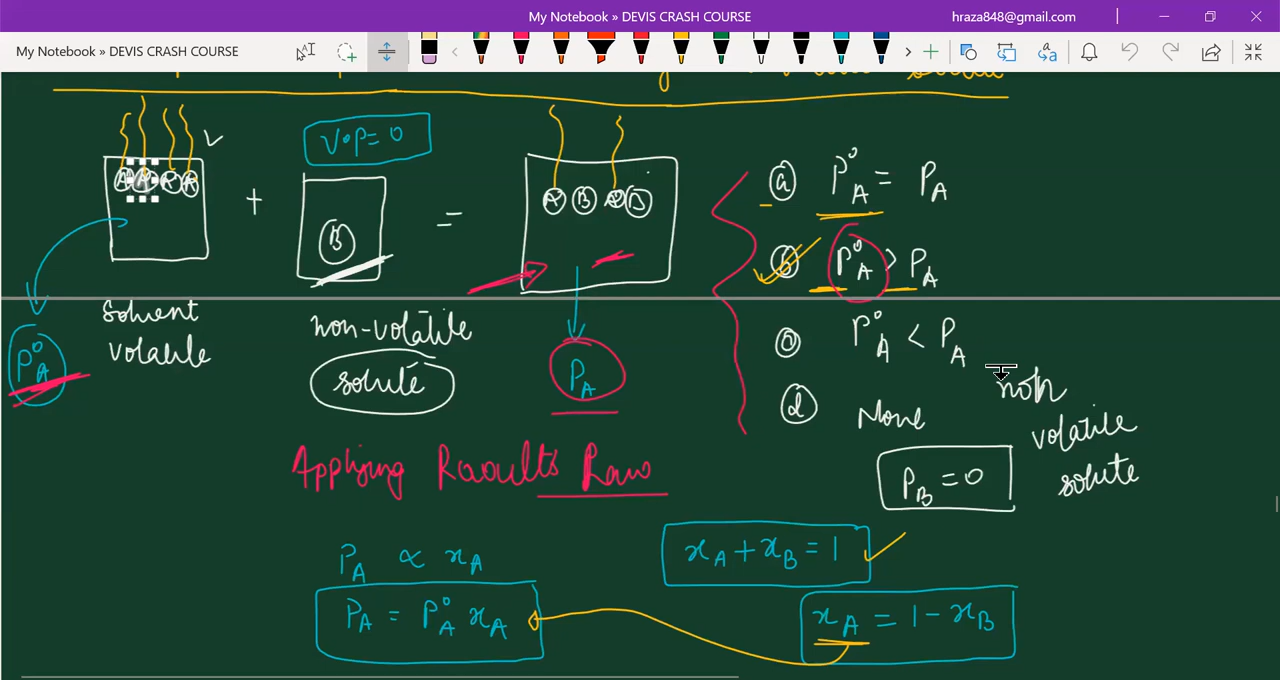 My Notebook » DEVIS CRASH COURSE
hraza848@gmail.com
My Notebook » DEVIS CRASH COURSE
V.P = 0
A A A A
+
B
=
A B A B
ⓐ P°A = PA
ⓑ P°A > PA
P°A < PA
ⓓ None
Solvent
volatile
P°A
non-volatile
solute
PA
non
volatile
solute
PB = 0
Applying Raoults Law
PA ∝ xA
xA + xB = 1
PA = P°A xA
xA = 1 - xB